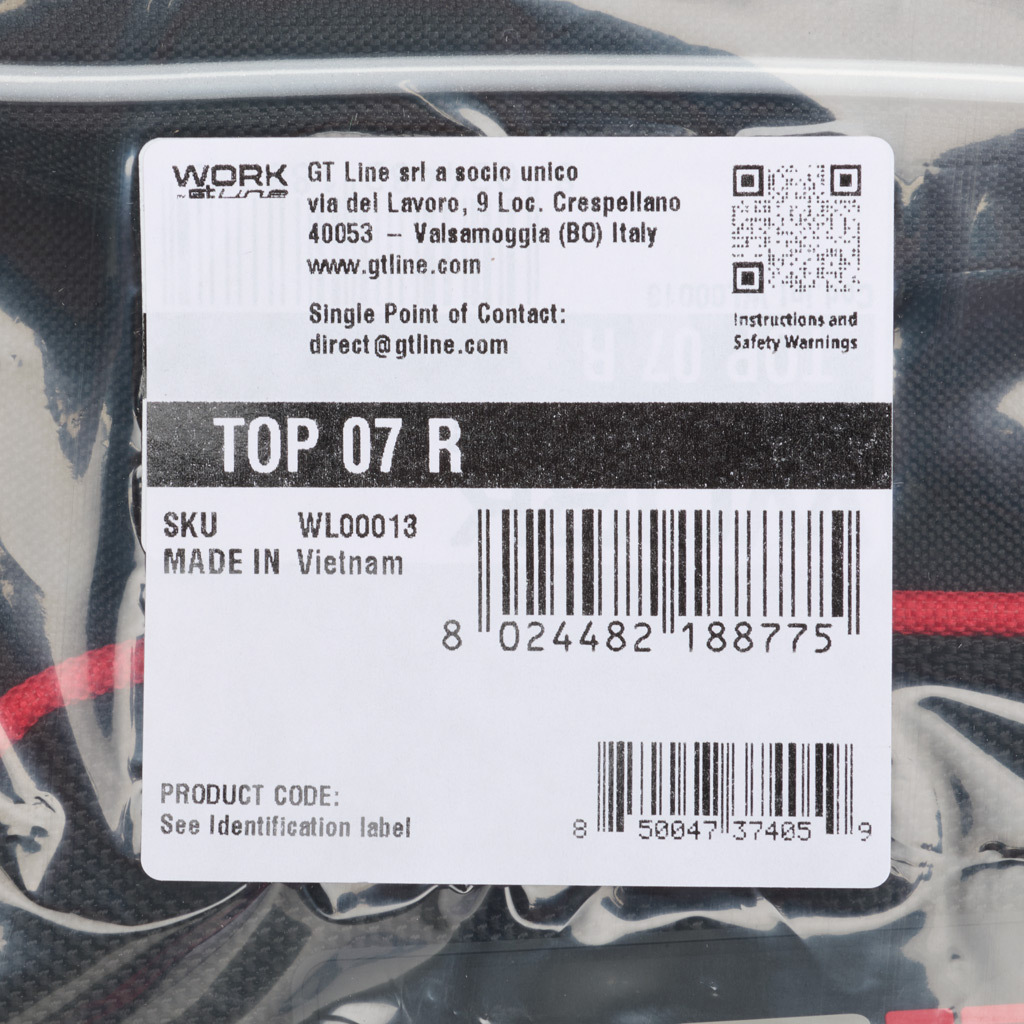 WORK
GT Line
GT Line srl a socio unico
via del Lavoro, 9 Loc. Crespellano
40053 – Valsamoggia (BO) Italy
www.gtline.com
Single Point of Contact:
direct@gtline.com
Instructions and
Safety Warnings
TOP 07 R
SKU WL00013
MADE IN Vietnam
8 024482 188775
PRODUCT CODE:
See Identification label
8 50047 37405 9